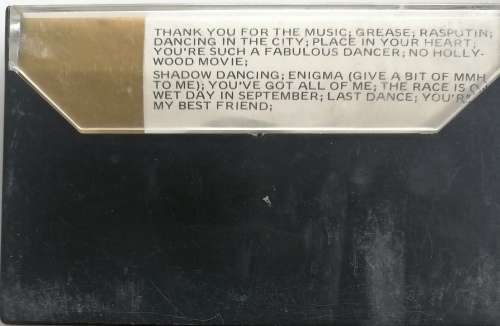 THANK YOU FOR THE MUSIC; GREASE; RASPUTIN;
DANCING IN THE CITY; PLACE IN YOUR HEART;
YOU'RE SUCH A FABULOUS DANCER; NO HOLLY-
WOOD MOVIE;
SHADOW DANCING; ENIGMA (GIVE A BIT OF MMH
TO ME); YOU'VE GOT ALL OF ME; THE RACE IS
WET DAY IN SEPTEMBER; LAST DANCE; YOU'R
MY BEST FRIEND;